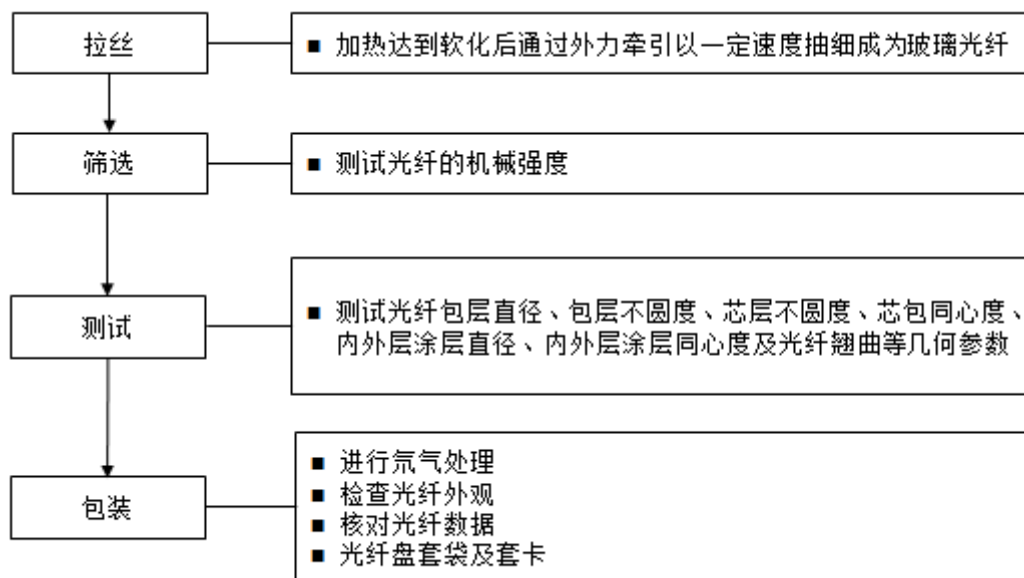 拉丝
■ 加热达到软化后通过外力牵引以一定速度抽细成为玻璃光纤
筛选
■ 测试光纤的机械强度
测试
■ 测试光纤包层直径、包层不圆度、芯层不圆度、芯包同心度、
内外层涂层直径、内外层涂层同心度及光纤翘曲等几何参数
包装
■ 进行氘气处理
■ 检查光纤外观
■ 核对光纤数据
■ 光纤盘套袋及套卡